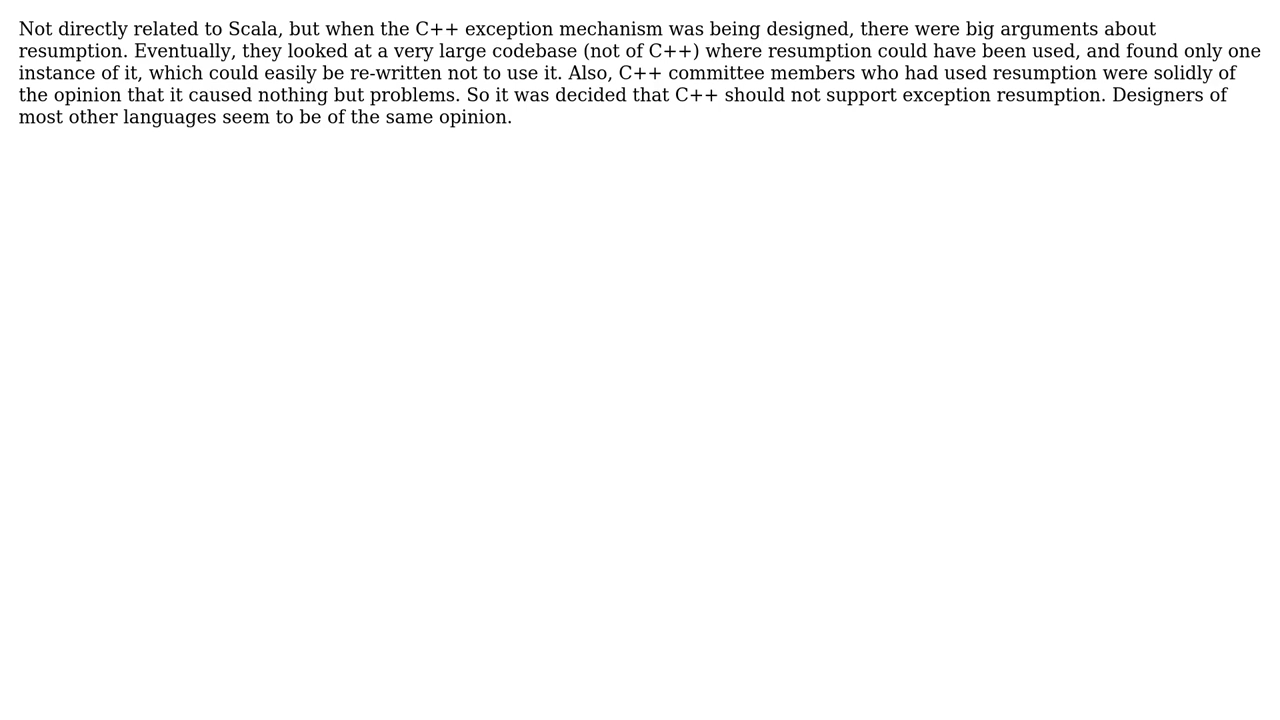 Not directly related to Scala, but when the C++ exception mechanism was being designed, there were big arguments about
resumption. Eventually, they looked at a very large codebase (not of C++) where resumption could have been used, and found only one
instance of it, which could easily be re-written not to use it. Also, C++ committee members who had used resumption were solidly of
the opinion that it caused nothing but problems. So it was decided that C++ should not support exception resumption. Designers of
most other languages seem to be of the same opinion.